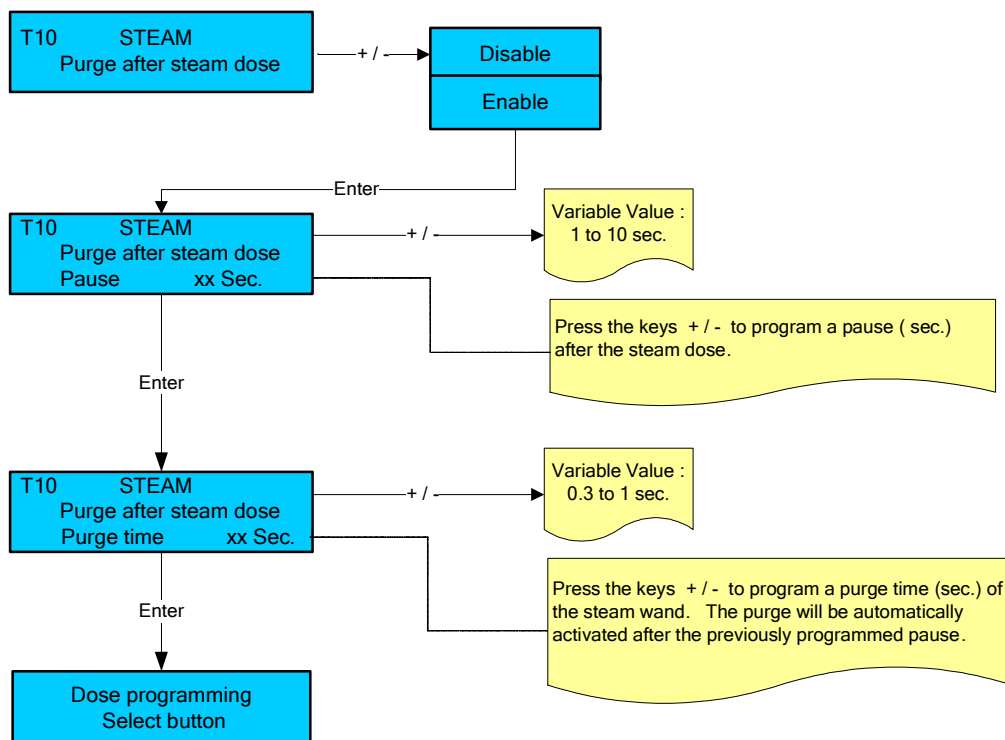 T10 STEAM
Purge after steam dose
+ / -
Disable
Enable
Enter
T10 STEAM
Purge after steam dose
Pause xx Sec.
+ / -
Variable Value :
1 to 10 sec.
Press the keys + / - to program a pause ( sec.)
after the steam dose.
Enter
T10 STEAM
Purge after steam dose
Purge time xx Sec.
+ / -
Variable Value :
0.3 to 1 sec.
Press the keys + / - to program a purge time (sec.) of
the steam wand. The purge will be automatically
activated after the previously programmed pause.
Enter
Dose programming
Select button